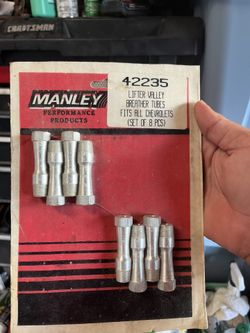 CRAFTSMAN
MANLEY
PERFORMANCE
PRODUCTS
42235
LIFTER VALLEY
BREATHER TUBES
FITS ALL CHEVROLETS
(SET OF 8 PCS)